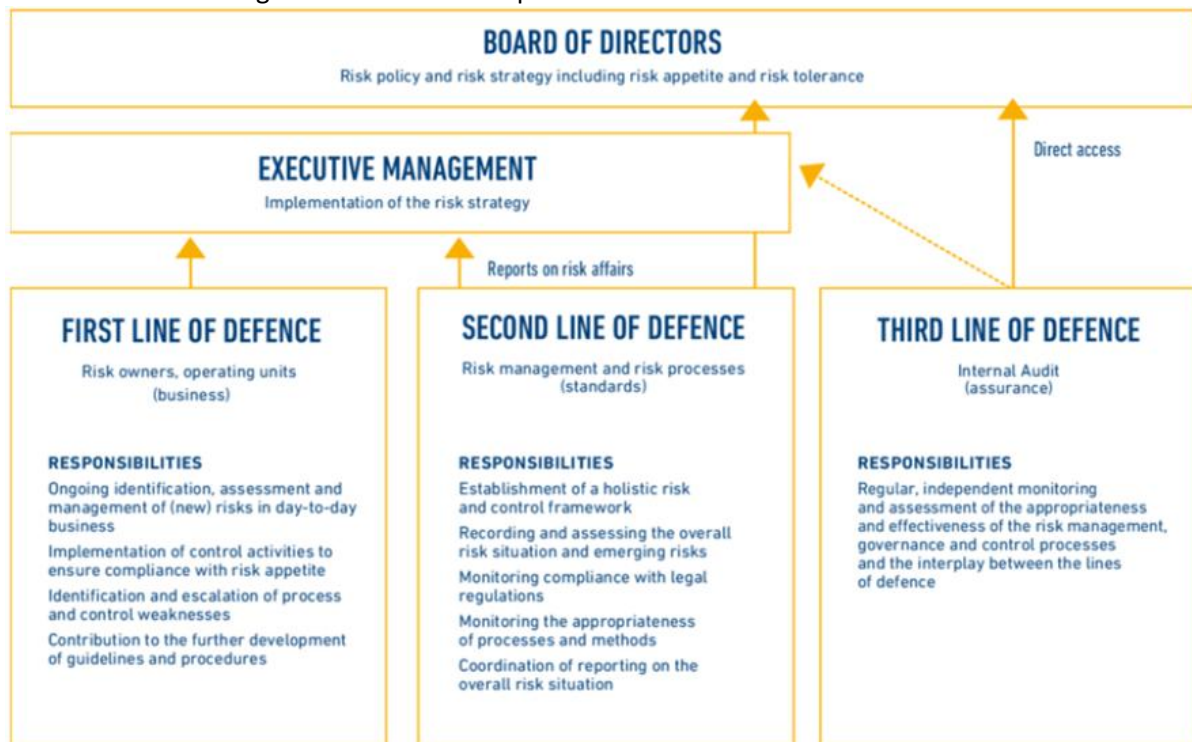 BOARD OF DIRECTORS
Risk policy and risk strategy including risk appetite and risk tolerance
Direct access
EXECUTIVE MANAGEMENT
Implementation of the risk strategy
Reports on risk affairs
FIRST LINE OF DEFENCE
Risk owners, operating units
(business)
RESPONSIBILITIES
Ongoing identification, assessment and
management of (new) risks in day-to-day
business
Implementation of control activities to
ensure compliance with risk appetite
Identification and escalation of process
and control weaknesses
Contribution to the further development
of guidelines and procedures
SECOND LINE OF DEFENCE
Risk management and risk processes
(standards)
RESPONSIBILITIES
Establishment of a holistic risk
and control framework
Recording and assessing the overall
risk situation and emerging risks
Monitoring compliance with legal
regulations
Monitoring the appropriateness
of processes and methods
Coordination of reporting on the
overall risk situation
THIRD LINE OF DEFENCE
Internal Audit
(assurance)
RESPONSIBILITIES
Regular, independent monitoring
and assessment of the appropriateness
and effectiveness of the risk management,
governance and control processes
and the interplay between the lines
of defence